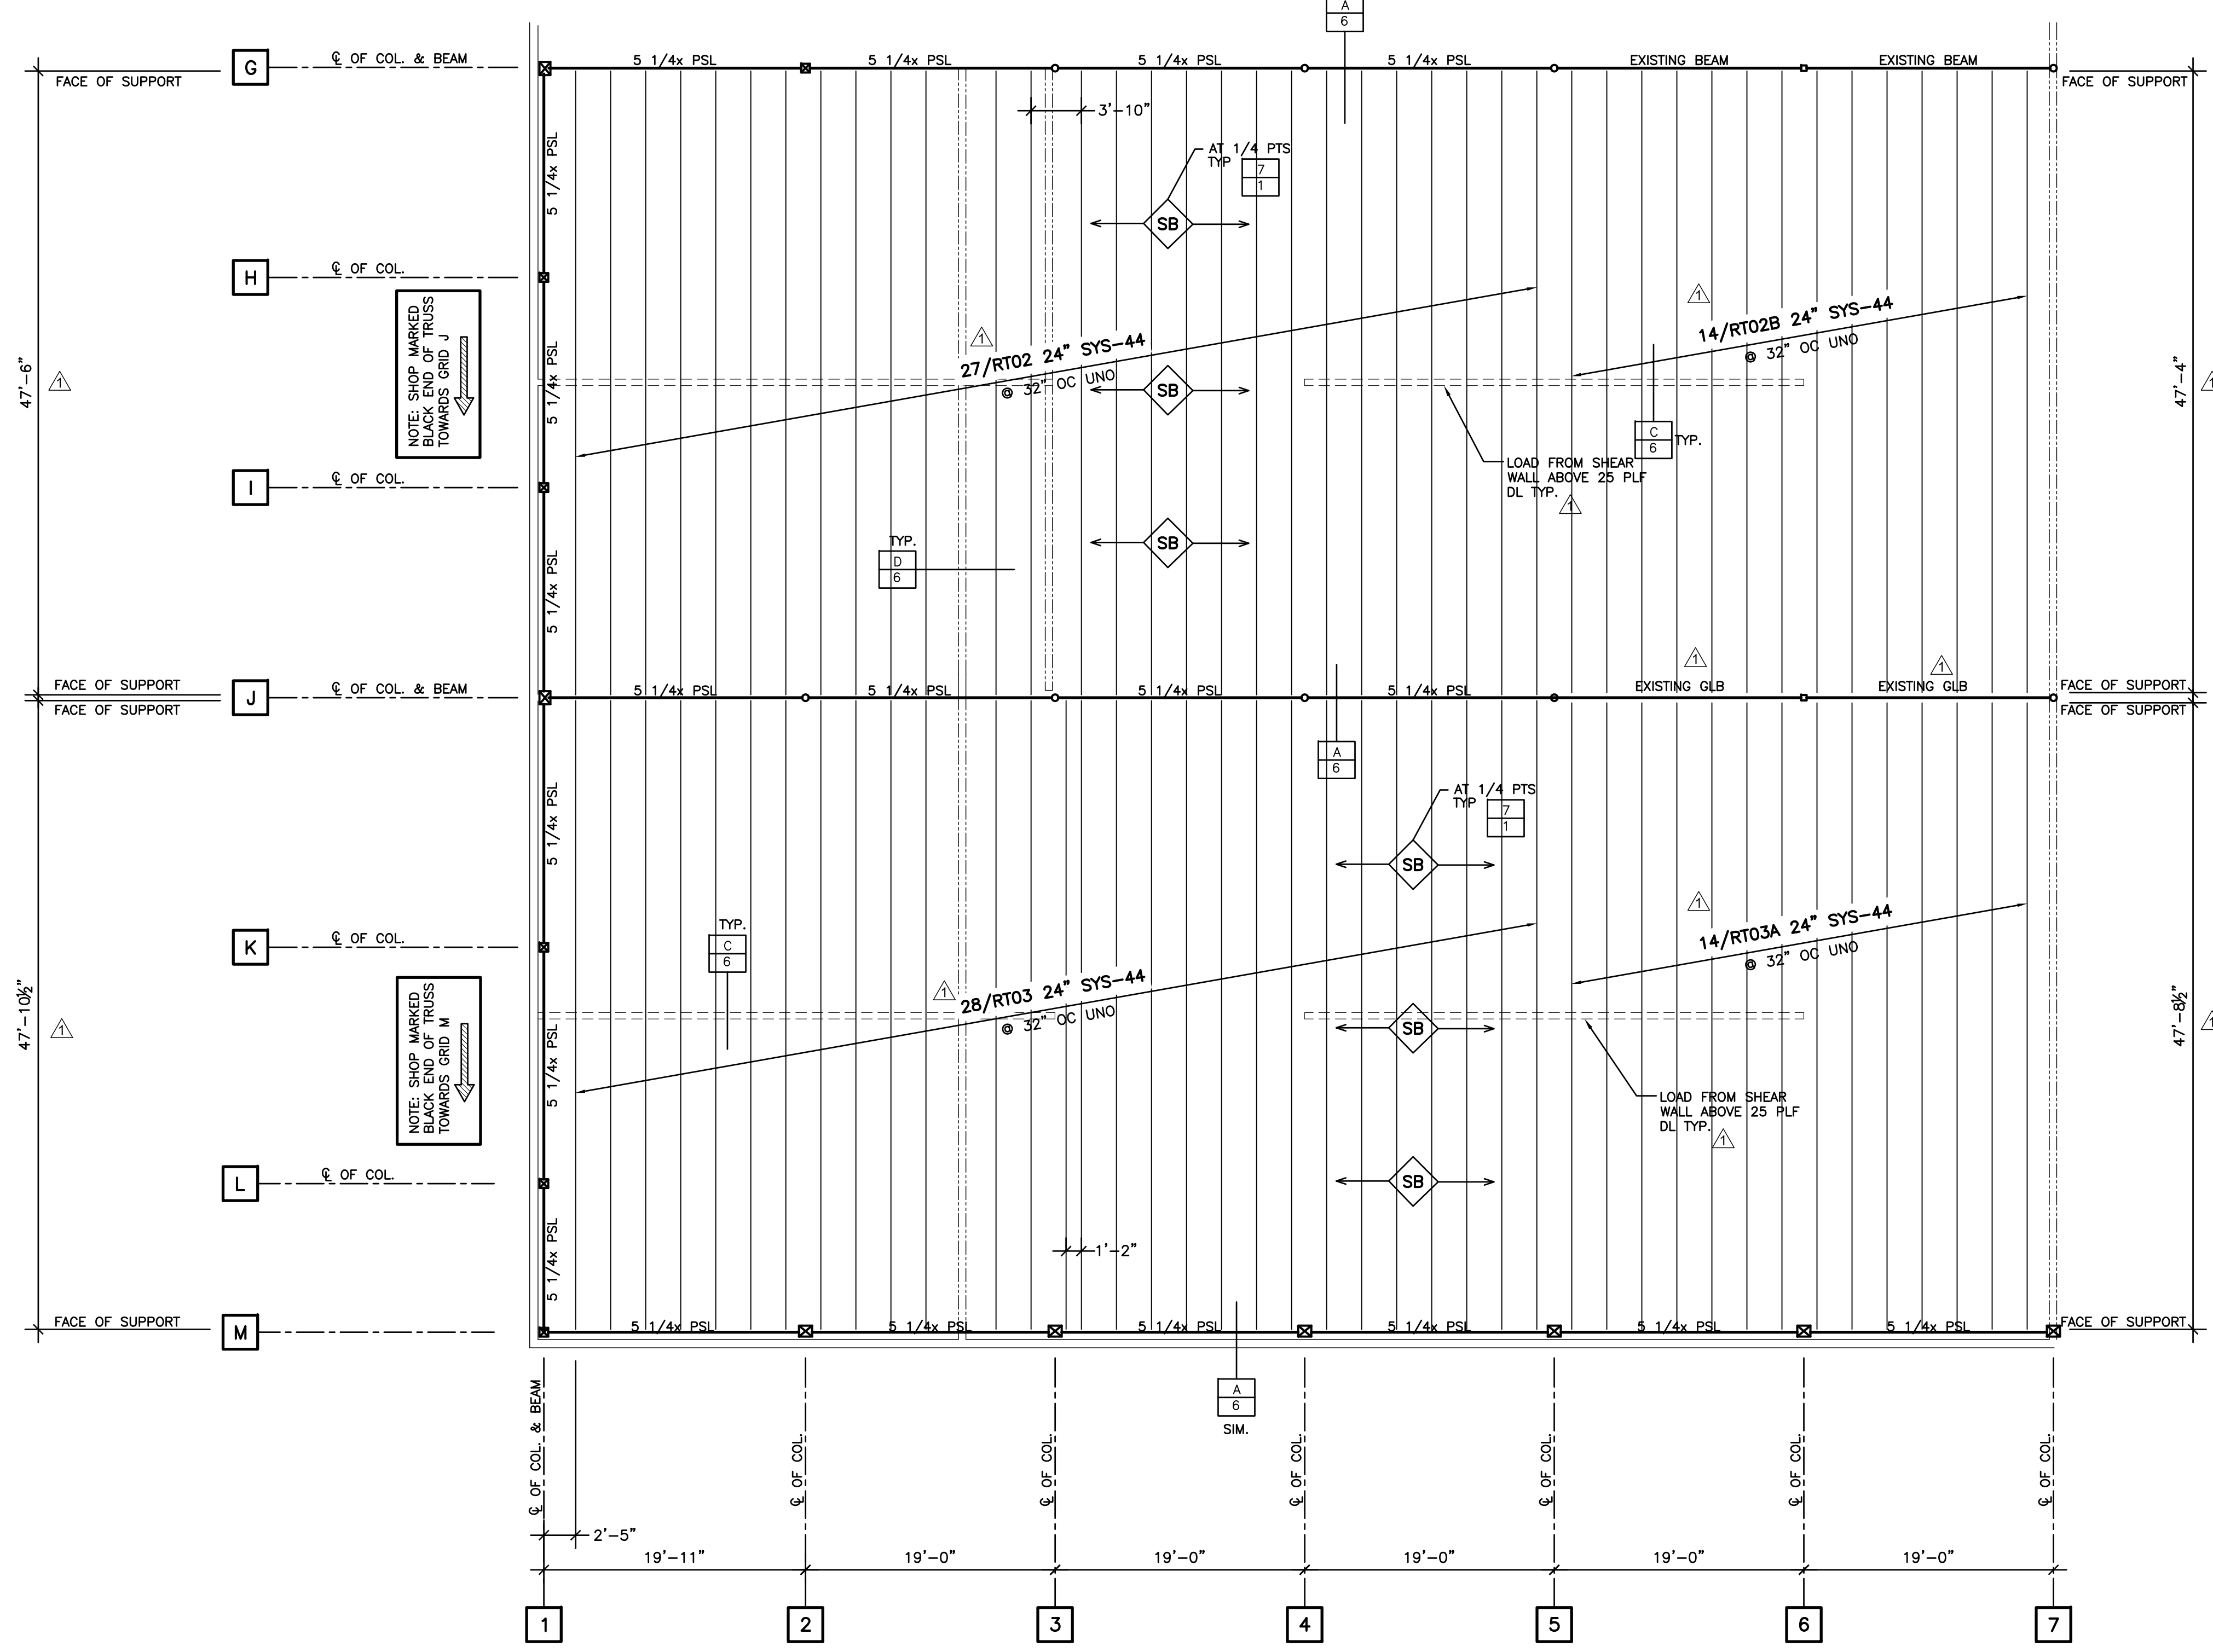 A
6
G
℄ OF COL. & BEAM
5 1/4x PSL
5 1/4x PSL
5 1/4x PSL
5 1/4x PSL
EXISTING BEAM
EXISTING BEAM
FACE OF SUPPORT
FACE OF SUPPORT
3'-10"
AT 1/4 PTS
TYP
7
1
5 1/4x PSL
SB
H
℄ OF COL.
NOTE: SHOP MARKED
BLACK END OF TRUSS
TOWARDS GRID J
1
27/RT02 24" SYS-44
@ 32" OC UNO
1
14/RT02B 24" SYS-44
@ 32" OC UNO
47'-6"
1
5 1/4x PSL
SB
47'-4"
1
C
6
TYP.
LOAD FROM SHEAR
WALL ABOVE 25 PLF
DL TYP.
1
I
℄ OF COL.
TYP.
D
6
SB
5 1/4x PSL
1
1
FACE OF SUPPORT
FACE OF SUPPORT
J
℄ OF COL. & BEAM
5 1/4x PSL
5 1/4x PSL
5 1/4x PSL
5 1/4x PSL
EXISTING GLB
EXISTING GLB
FACE OF SUPPORT
FACE OF SUPPORT
A
6
AT 1/4 PTS
TYP
7
1
5 1/4x PSL
SB
K
℄ OF COL.
TYP.
C
6
1
28/RT03 24" SYS-44
@ 32" OC UNO
1
14/RT03A 24" SYS-44
@ 32" OC UNO
NOTE: SHOP MARKED
BLACK END OF TRUSS
TOWARDS GRID M
47'-10½"
1
5 1/4x PSL
SB
47'-8½"
1
LOAD FROM SHEAR
WALL ABOVE 25 PLF
DL TYP.
1
L
℄ OF COL.
SB
5 1/4x PSL
1'-2"
FACE OF SUPPORT
M
5 1/4x PSL
5 1/4x PSL
5 1/4x PSL
5 1/4x PSL
5 1/4x PSL
5 1/4x PSL
FACE OF SUPPORT
A
6
SIM.
℄ OF COL. & BEAM
℄ OF COL.
℄ OF COL.
℄ OF COL.
℄ OF COL.
℄ OF COL.
℄ OF COL.
2'-5"
19'-11"
19'-0"
19'-0"
19'-0"
19'-0"
19'-0"
1
2
3
4
5
6
7